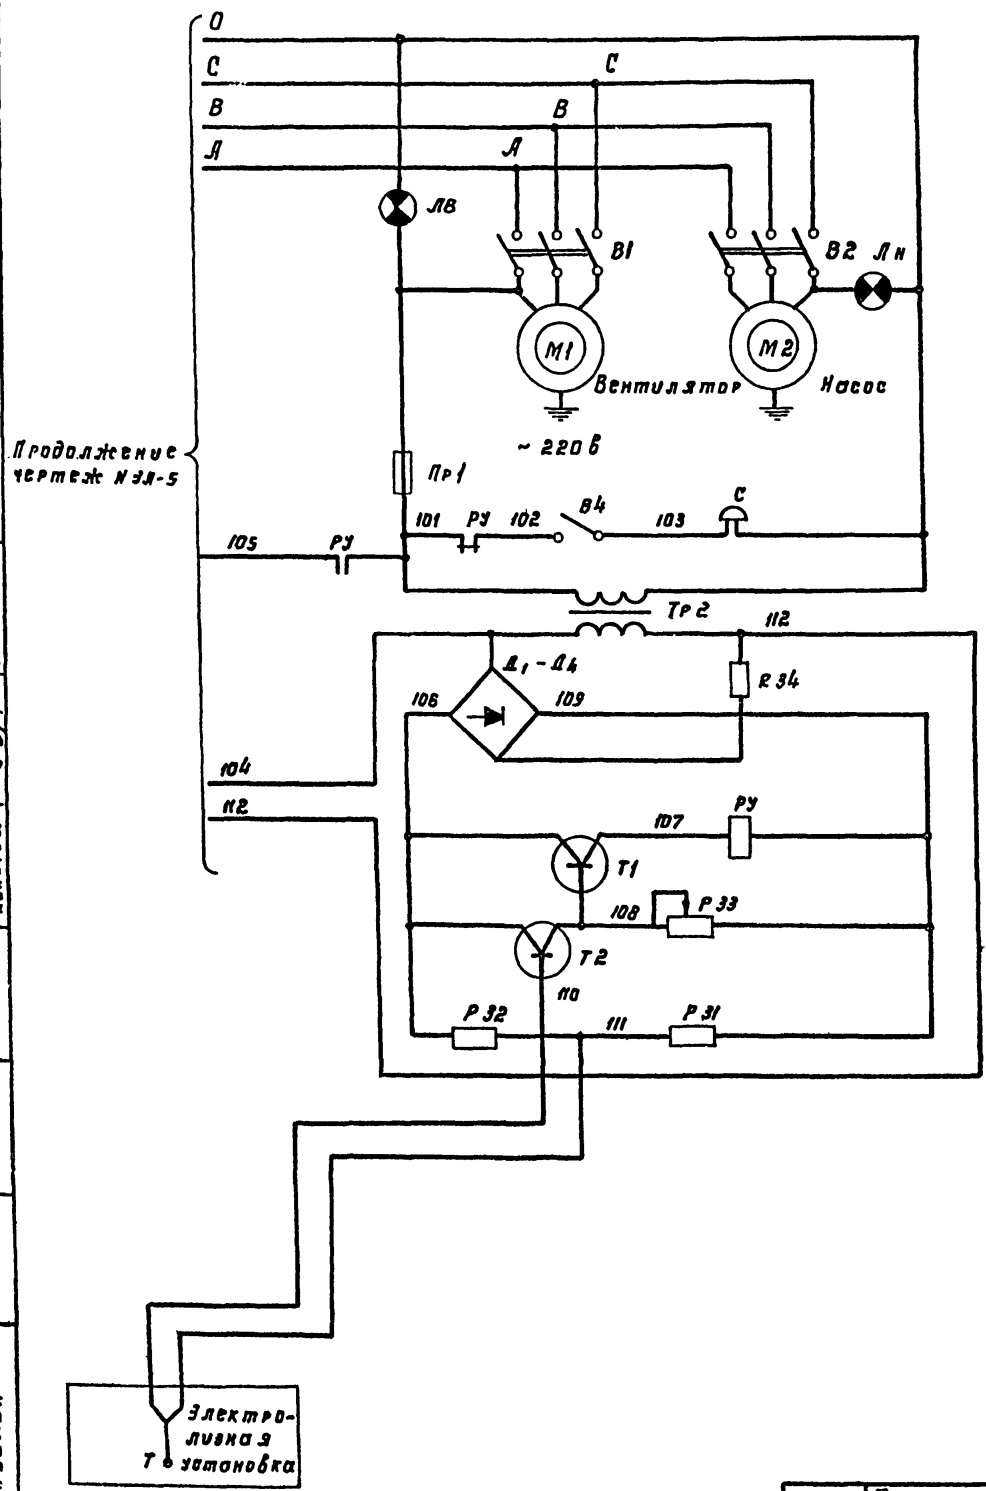 О
С
С
В
В
А
А
ЛВ
В1
В2
Лн
М1
М2
Вентилятор
Насос
~ 220 в
Продолжение
чертеж №ЭЛ-5
Пр1
101
РУ
102
В4
103
С
105
РУ
Тр2
112
Д1-Д4
R34
106
109
104
112
РУ
107
Т1
108
Р33
Т2
110
Р32
111
Р31
Электро-
лизная
Т
установка